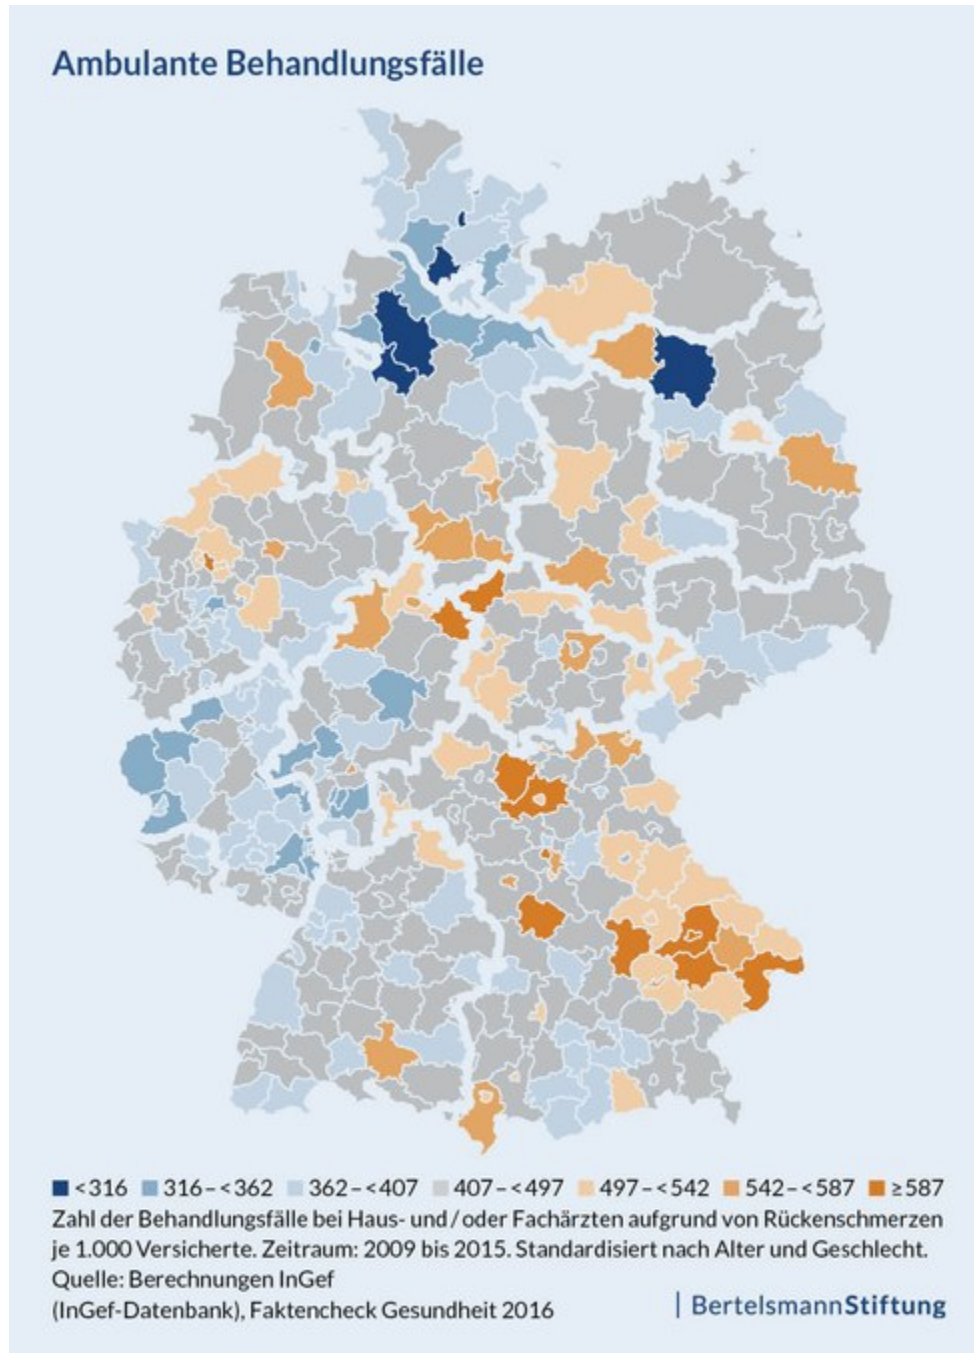 Ambulante Behandlungsfälle
<316 316–<362 362–<407 407–<497 497–<542 542–<587 ≥587
Zahl der Behandlungsfälle bei Haus- und/oder Fachärzten aufgrund von Rückenschmerzen
je 1.000 Versicherte. Zeitraum: 2009 bis 2015. Standardisiert nach Alter und Geschlecht.
Quelle: Berechnungen InGef
(InGef-Datenbank), Faktencheck Gesundheit 2016
| BertelsmannStiftung